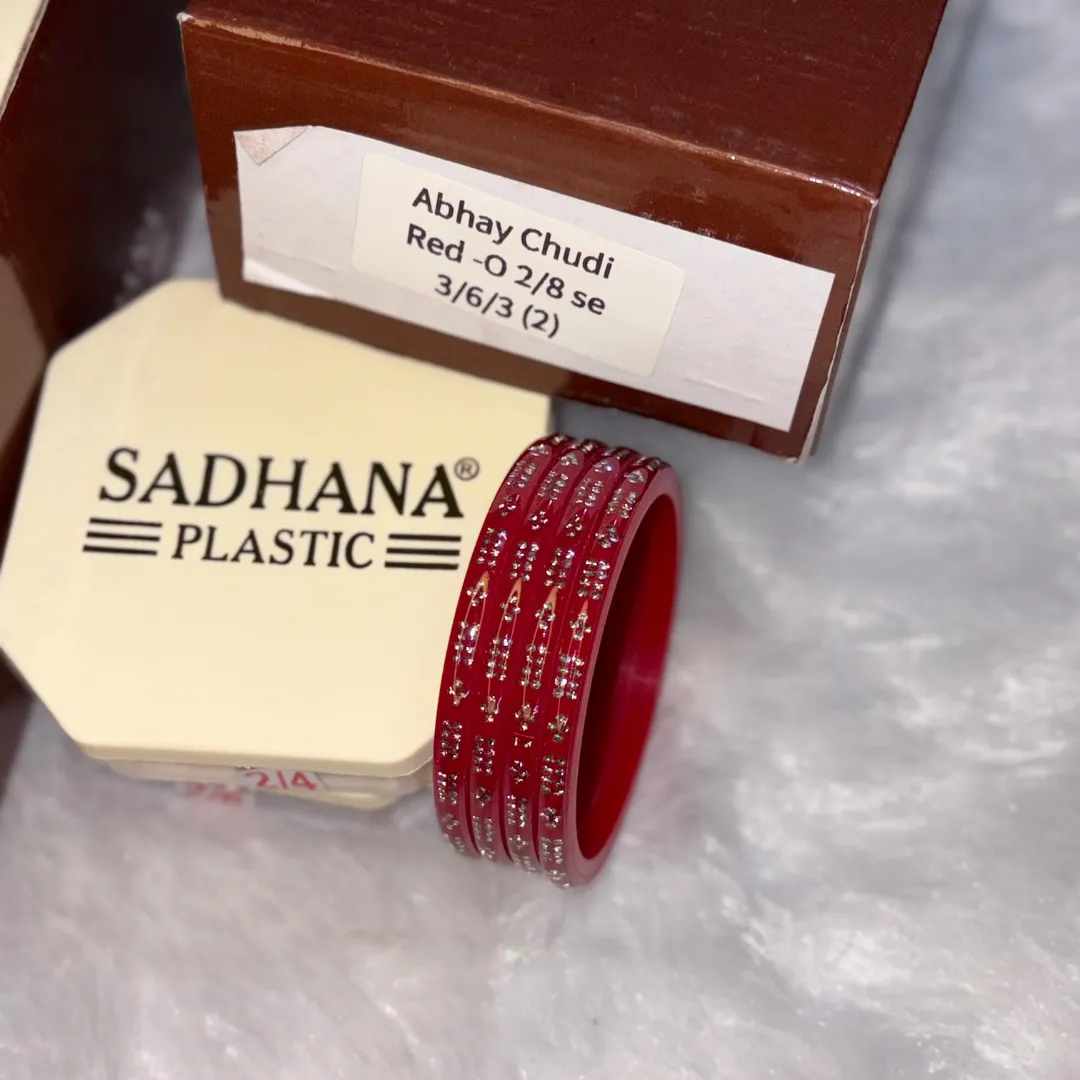 Abhay Chudi
Red -O 2/8 se
3/6/3 (2)
SADHANA®
PLASTIC
2/4